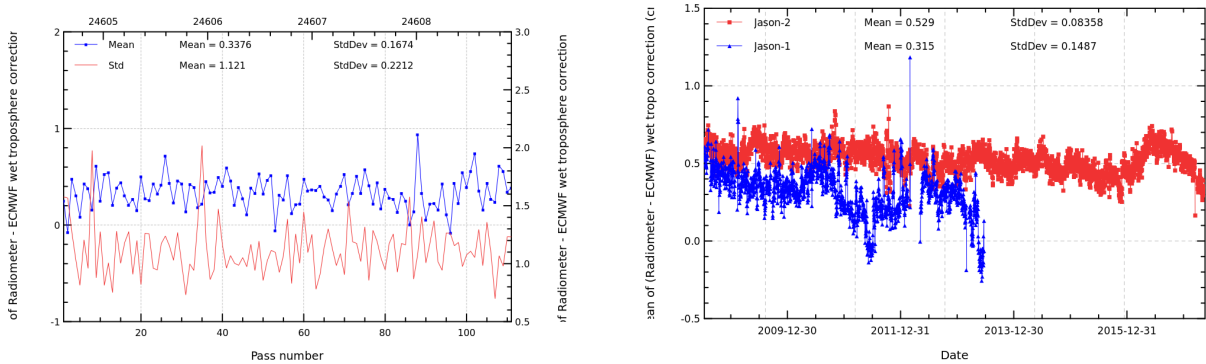 24605 24606 24607 24608
Mean Mean = 0.3376 StdDev = 0.1674
Std Mean = 1.121 StdDev = 0.2212
2
1
0
-1
of Radiometer - ECMWF wet troposphere correction
3.0
2.5
2.0
1.5
1.0
0.5
of Radiometer - ECMWF wet troposphere correction
20 40 60 80 100
Pass number
Jason-2 Mean = 0.529 StdDev = 0.08358
Jason-1 Mean = 0.315 StdDev = 0.1487
1.5
1.0
0.5
0.0
-0.5
ean of (Radiometer - ECMWF) wet tropo correction (c
2009-12-30 2011-12-31 2013-12-30 2015-12-31
Date